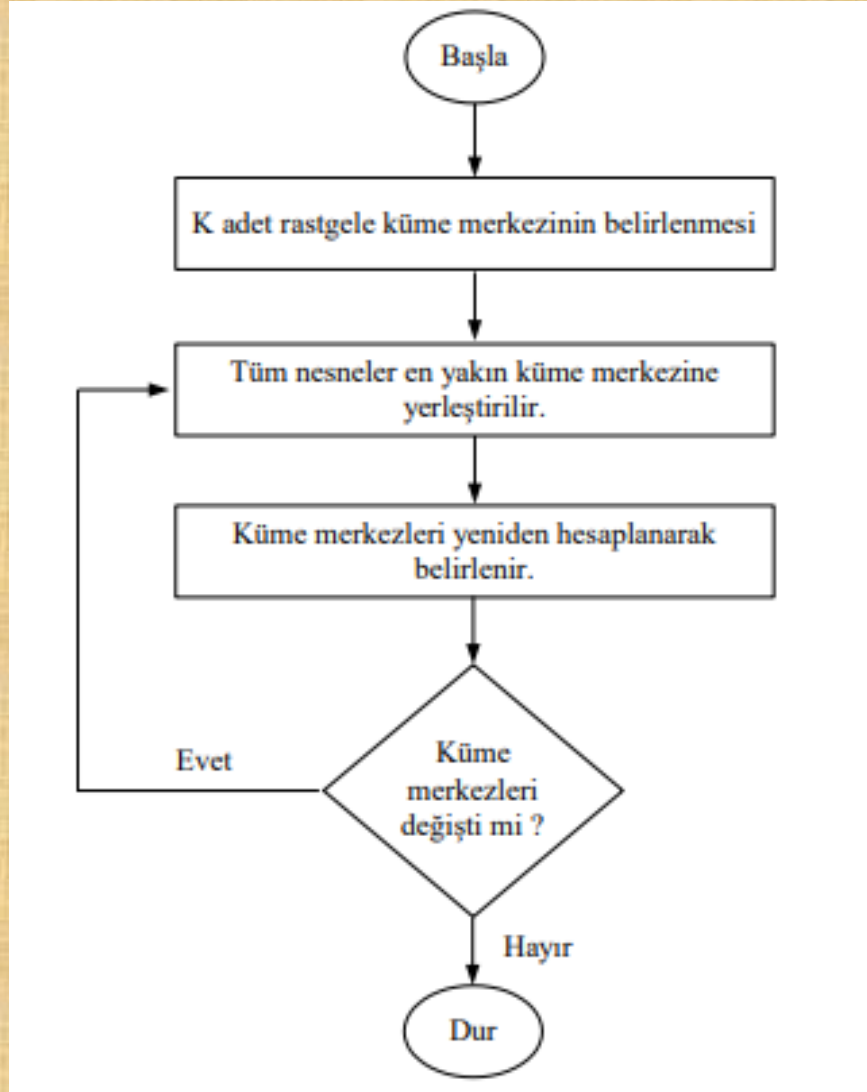 Başla
K adet rastgele küme merkezinin belirlenmesi
Tüm nesneler en yakın küme merkezine
yerleştirilir.
Küme merkezleri yeniden hesaplanarak
belirlenir.
Küme
merkezleri
değişti mi ?
Evet
Hayır
Dur